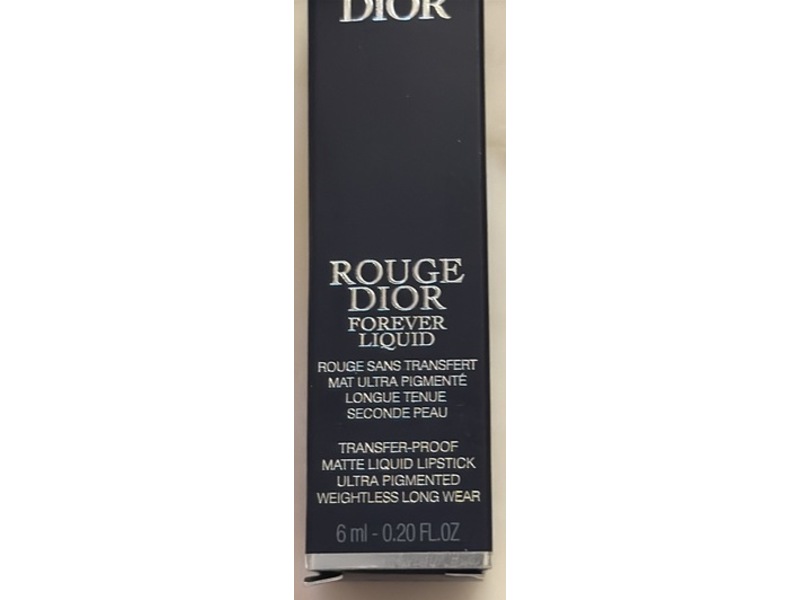 DIOR
ROUGE
DIOR
FOREVER
LIQUID
ROUGE SANS TRANSFERT
MAT ULTRA PIGMENTÉ
LONGUE TENUE
SECONDE PEAU
TRANSFER-PROOF
MATTE LIQUID LIPSTICK
ULTRA PIGMENTED
WEIGHTLESS LONG WEAR
6 ml - 0.20 FL.OZ